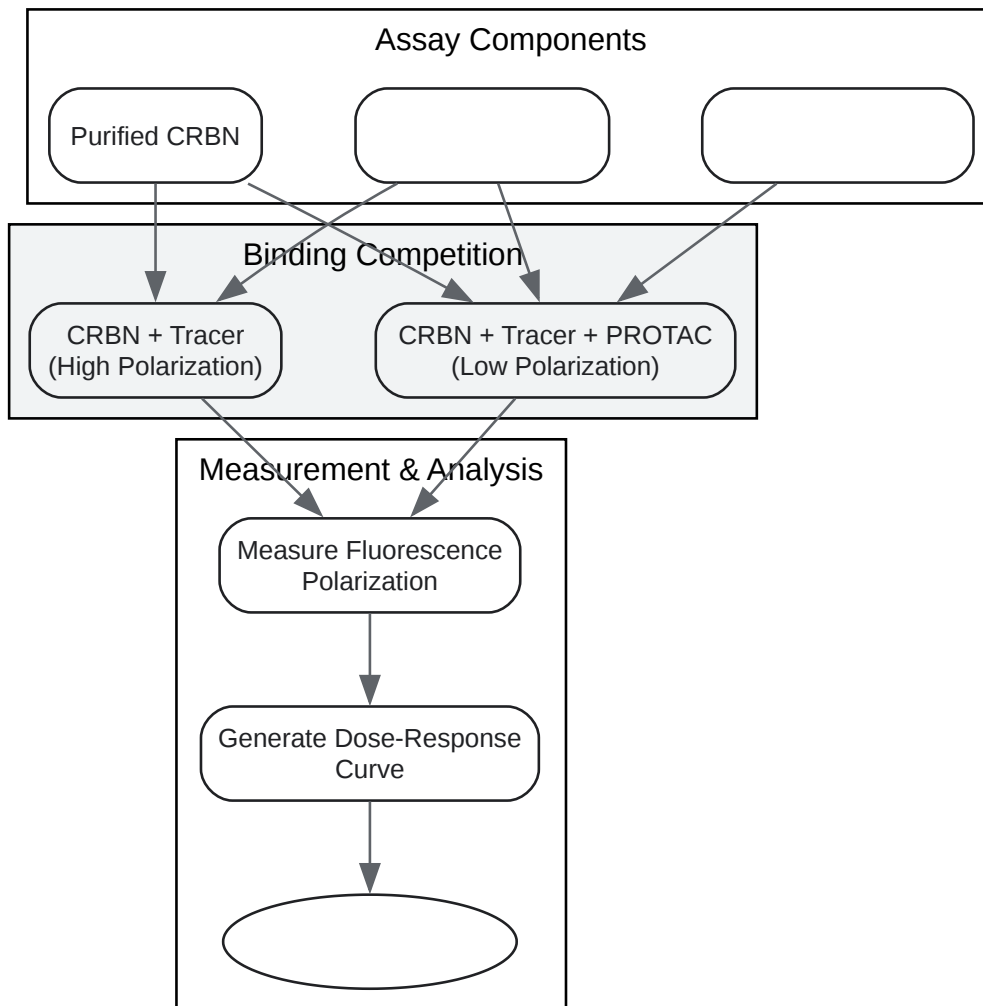 Assay Components
Purified CRBN
Binding Competition
CRBN + Tracer
(High Polarization)
CRBN + Tracer + PROTAC
(Low Polarization)
Measurement & Analysis
Measure Fluorescence
Polarization
Generate Dose-Response
Curve